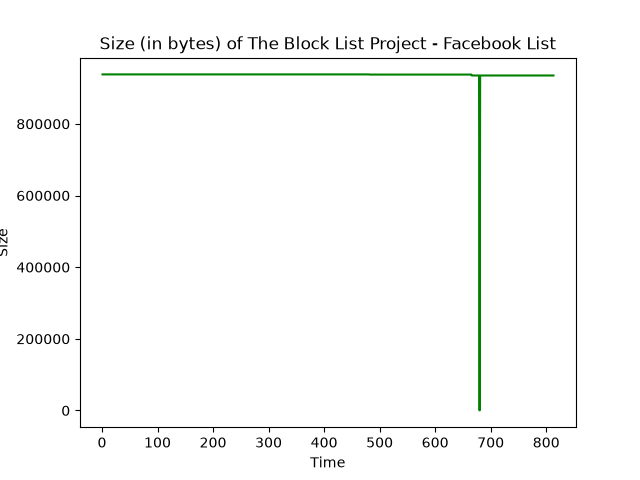 Size (in bytes) of The Block List Project - Facebook List
800000
600000
400000
200000
0
Size
0 100 200 300 400 500 600 700 800
Time